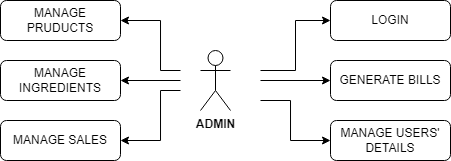 MANAGE
PRUDUCTS
LOGIN
MANAGE
INGREDIENTS
GENERATE BILLS
ADMIN
MANAGE SALES
MANAGE USERS'
DETAILS